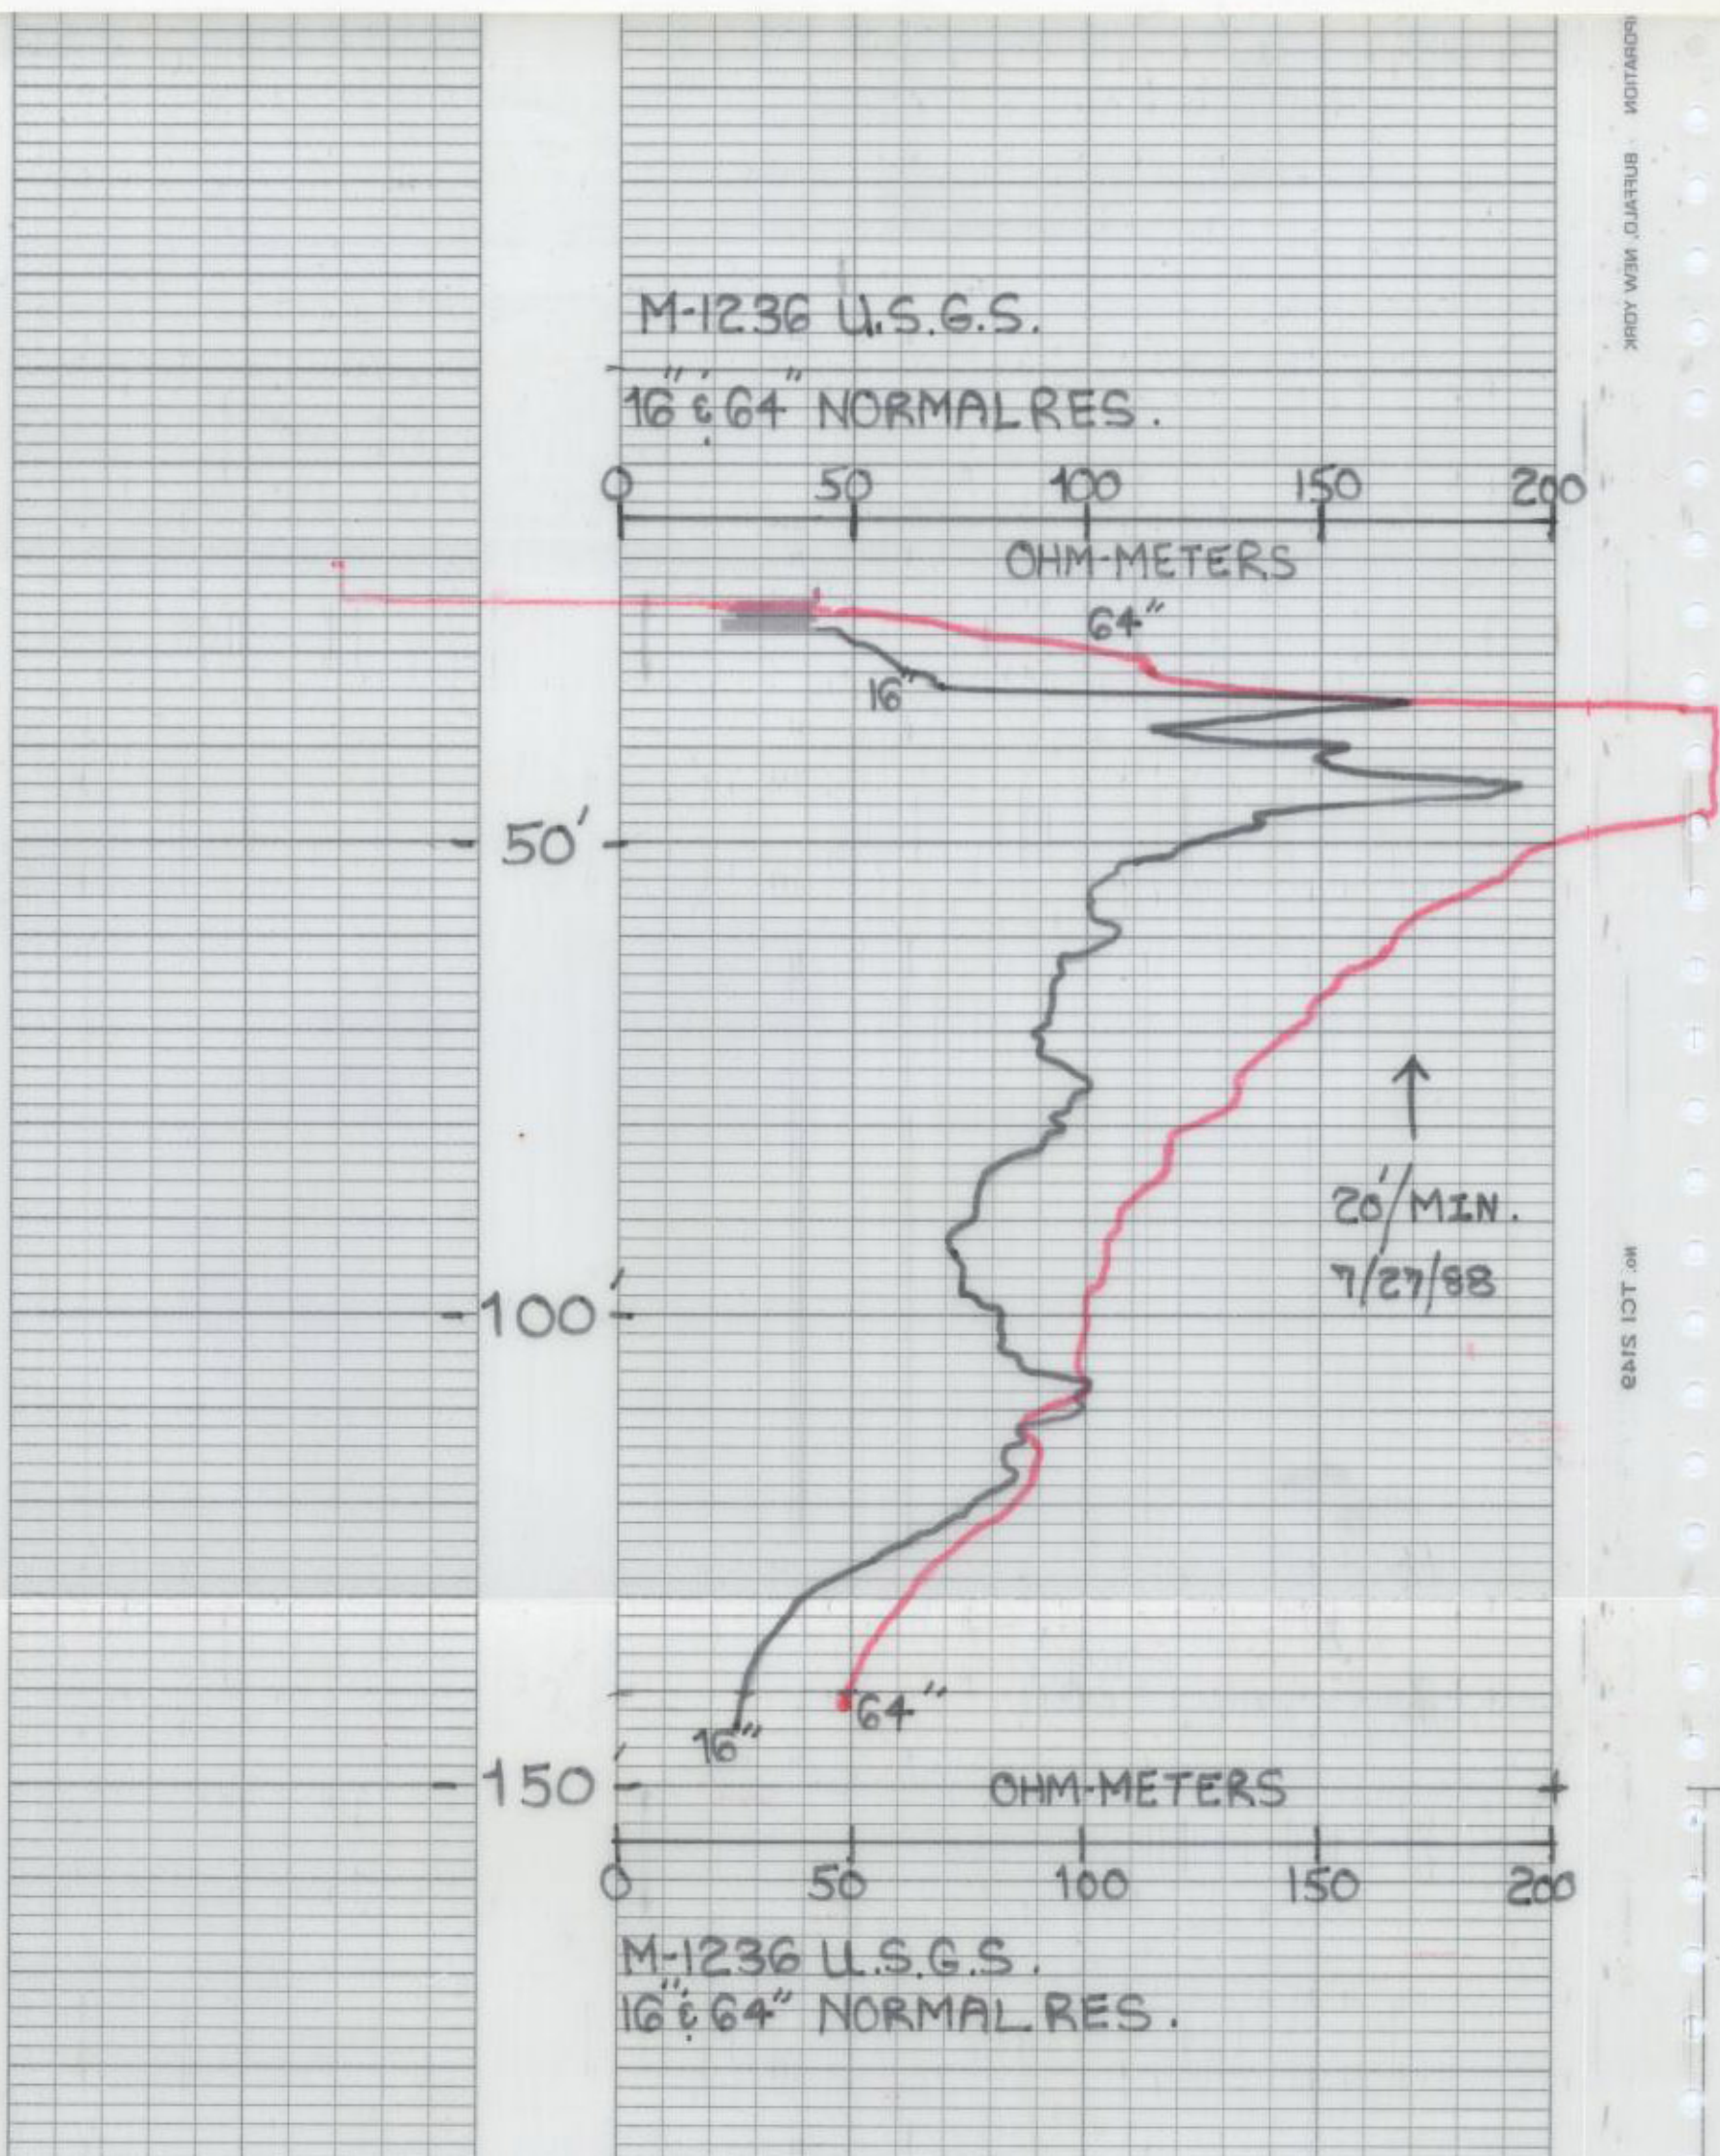 M-1236 U.S.G.S.
16" & 64" NORMAL RES.
0 50 100 150 200
OHM-METERS
64"
16"
50'
20'/MIN.
7/27/88
100'
64"
16"
150'
OHM-METERS
0 50 100 150 200
M-1236 U.S.G.S.
16" & 64" NORMAL RES.
BUFFALO, NEW YORK
No. TCI 2149